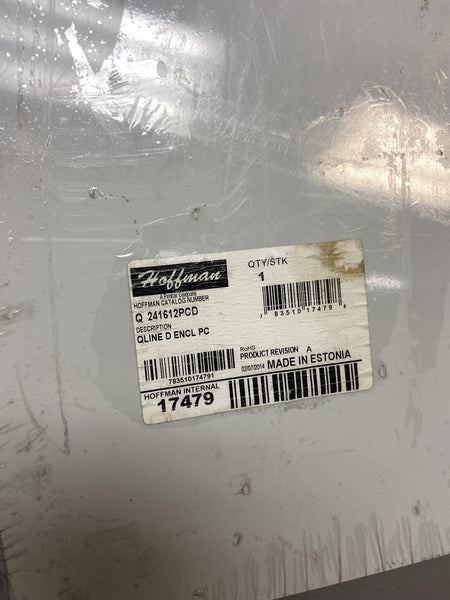 Hoffman
A Pentair Company
HOFFMAN CATALOG NUMBER
Q 241612PCD
DESCRIPTION
QLINE D ENCL PC
783510174791
HOFFMAN INTERNAL
17479
QTY/STK
1
7 83510 17479
RoHS
PRODUCT REVISION A
02/07/2014 MADE IN ESTONIA